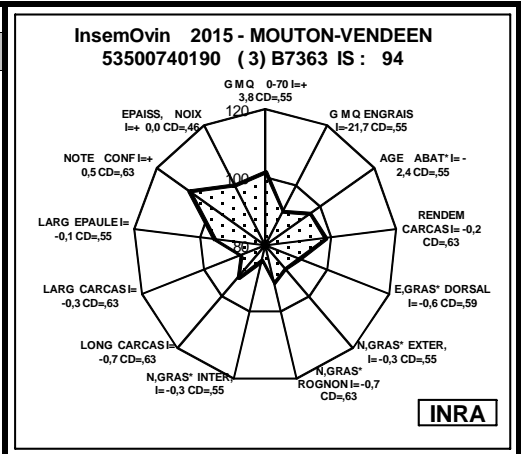 InsemOvin 2015 - MOUTON-VENDEEN
53500740190 ( 3) B7363 IS : 94
G M Q 0-70 I=+
3,8 CD=,55
120
100
80
G M Q ENGRAIS
I=-21,7 CD=,55
AGE ABAT* I= -
2,4 CD=,55
RENDEM
CARCAS I= -0,2
CD=,63
E,GRAS* DORSAL
I=-0,6 CD=,59
N,GRAS* EXTER,
I=-0,3 CD=,55
N,GRAS*
ROGNON I=-0,7
CD=,63
N,GRAS* INTER,
I=-0,3 CD=,55
LONG CARCAS I=
-0,7 CD=,63
LARG CARCAS I=
-0,3 CD=,63
LARG EPAULE I=
-0,1 CD=,55
NOTE CONF I=+
0,5 CD=,63
EPAISS, NOIX
I=+ 0,0 CD=,46
INRA